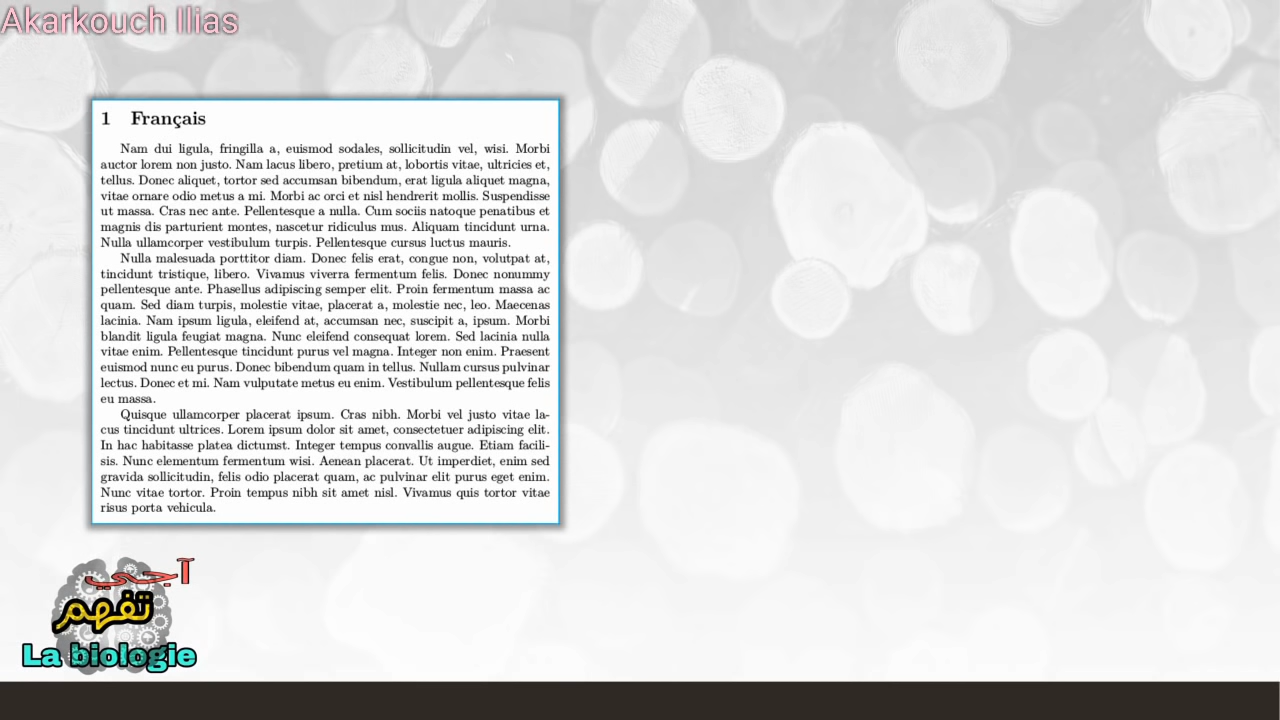 Akarkouch Ilias
1 Français
Nam dui ligula, fringilla a, euismod sodales, sollicitudin vel, wisi. Morbi
auctor lorem non justo. Nam lacus libero, pretium at, lobortis vitae, ultricies et,
tellus. Donec aliquet, tortor sed accumsan bibendum, erat ligula aliquet magna,
vitae ornare odio metus a mi. Morbi ac orci et nisl hendrerit mollis. Suspendisse
ut massa. Cras nec ante. Pellentesque a nulla. Cum sociis natoque penatibus et
magnis dis parturient montes, nascetur ridiculus mus. Aliquam tincidunt urna.
Nulla ullamcorper vestibulum turpis. Pellentesque cursus luctus mauris.
Nulla malesuada porttitor diam. Donec felis erat, congue non, volutpat at,
tincidunt tristique, libero. Vivamus viverra fermentum felis. Donec nonummy
pellentesque ante. Phasellus adipiscing semper elit. Proin fermentum massa ac
quam. Sed diam turpis, molestie vitae, placerat a, molestie nec, leo. Maecenas
lacinia. Nam ipsum ligula, eleifend at, accumsan nec, suscipit a, ipsum. Morbi
blandit ligula feugiat magna. Nunc eleifend consequat lorem. Sed lacinia nulla
vitae enim. Pellentesque tincidunt purus vel magna. Integer non enim. Praesent
euismod nunc eu purus. Donec bibendum quam in tellus. Nullam cursus pulvinar
lectus. Donec et mi. Nam vulputate metus eu enim. Vestibulum pellentesque felis
eu massa.
Quisque ullamcorper placerat ipsum. Cras nibh. Morbi vel justo vitae la-
cus tincidunt ultrices. Lorem ipsum dolor sit amet, consectetuer adipiscing elit.
In hac habitasse platea dictumst. Integer tempus convallis augue. Etiam facili-
sis. Nunc elementum fermentum wisi. Aenean placerat. Ut imperdiet, enim sed
gravida sollicitudin, felis odio placerat quam, ac pulvinar elit purus eget enim.
Nunc vitae tortor. Proin tempus nibh sit amet nisl. Vivamus quis tortor vitae
risus porta vehicula.
آجي
تفهم
La biologie